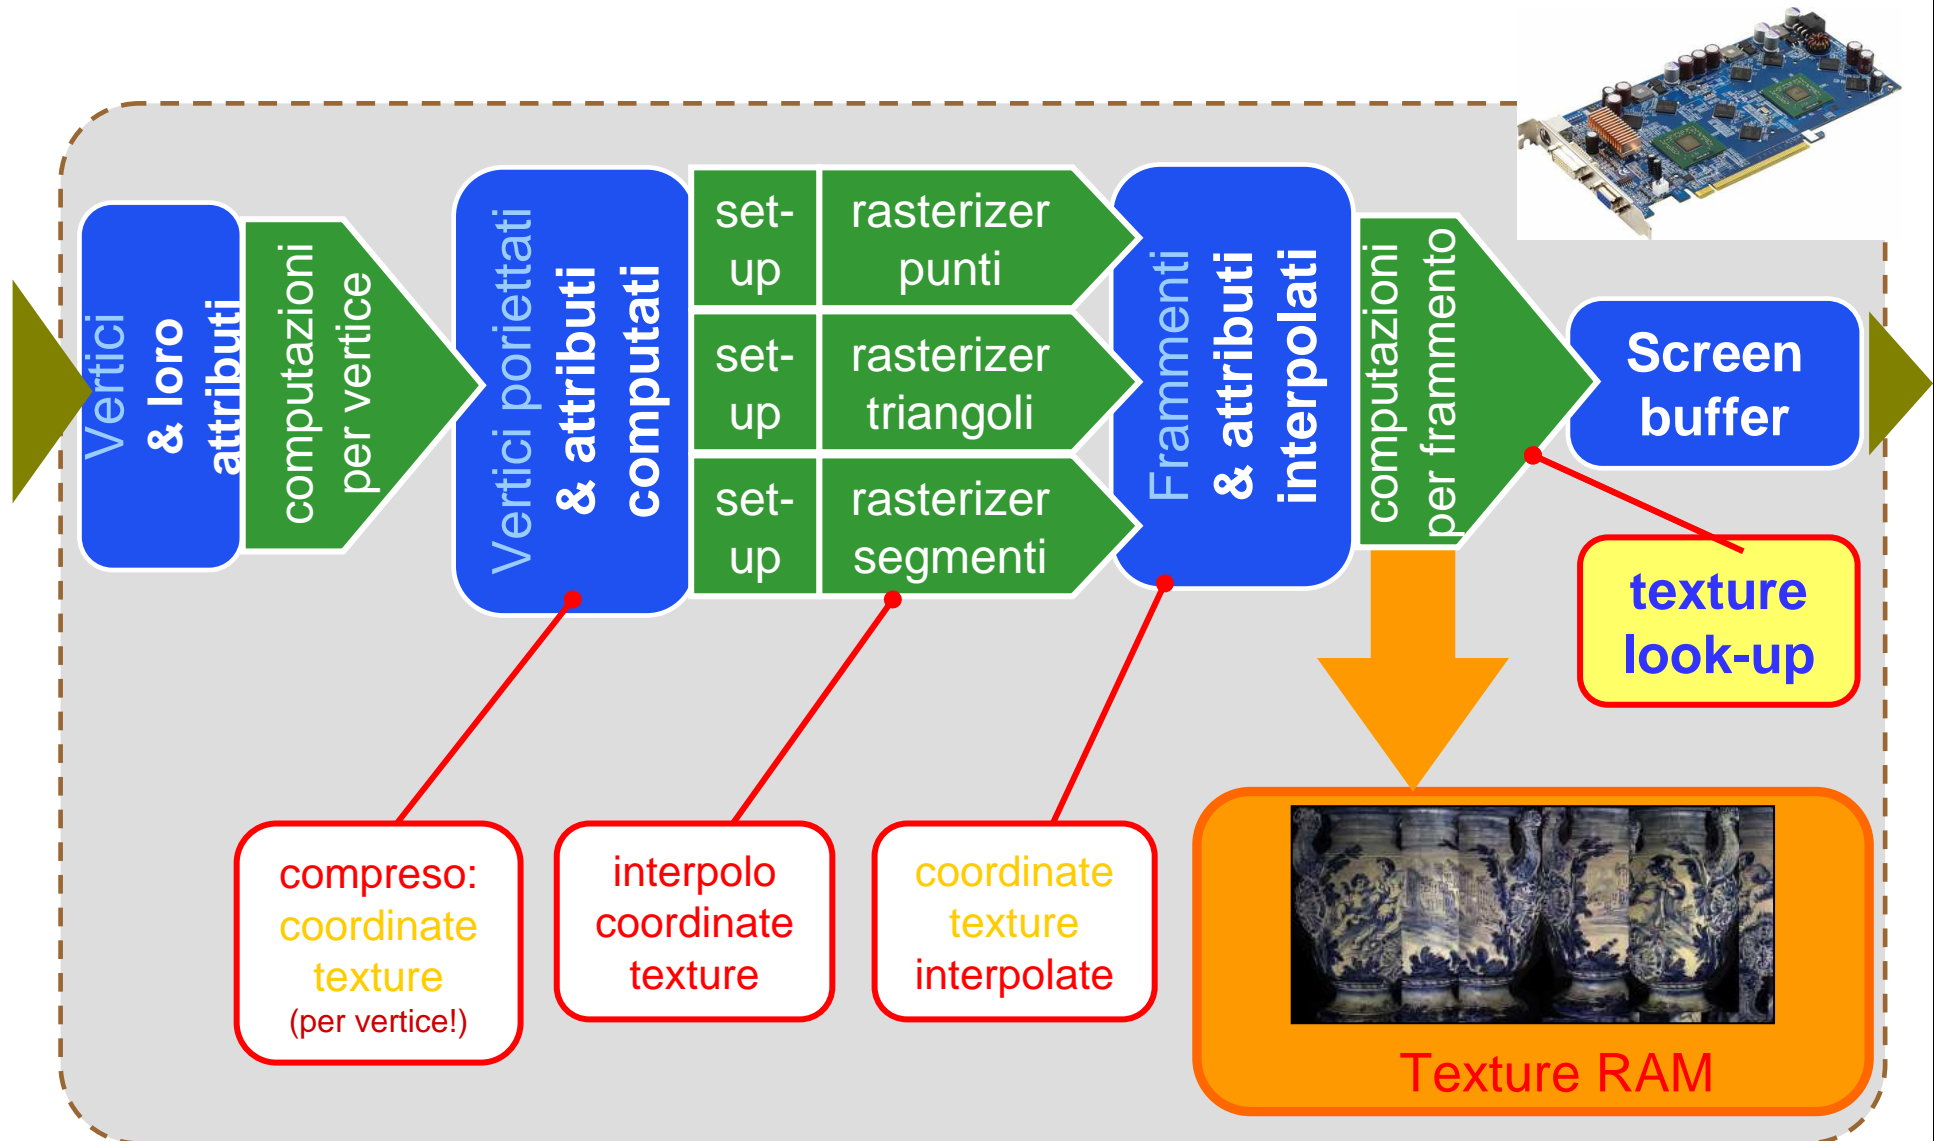 Vertici
& loro
attributi
computazioni
per vertice
Vertici poriettati
& attributi
computati
set-
up
rasterizer
punti
set-
up
rasterizer
triangoli
set-
up
rasterizer
segmenti
Frammenti
& attributi
interpolati
computazioni
per frammento
Screen
buffer
texture
look-up
compreso:
coordinate
texture
(per vertice!)
interpolo
coordinate
texture
coordinate
texture
interpolate
Texture RAM